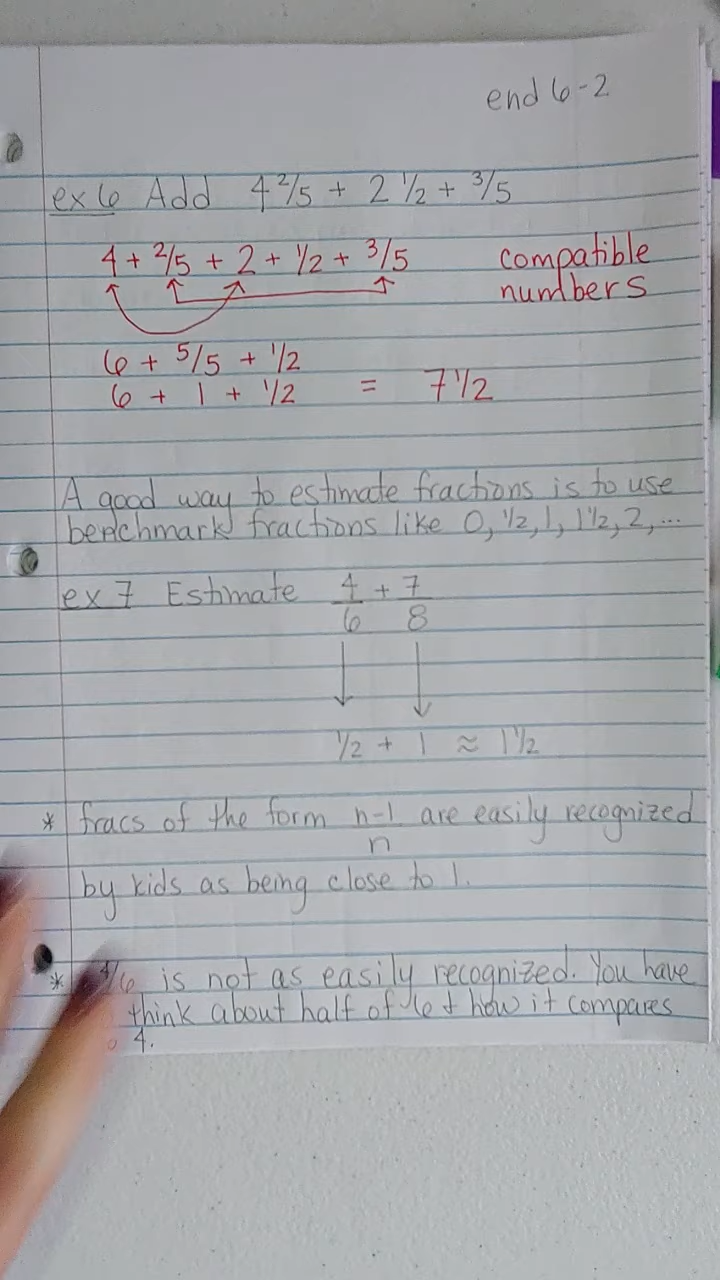 end 6-2
ex 6 Add 4 2/5 + 2 1/2 + 3/5
4 + 2/5 + 2 + 1/2 + 3/5 compatible
numbers
6 + 5/5 + 1/2
6 + 1 + 1/2 = 7 1/2
A good way to estimate fractions is to use
benchmark fractions like 0, 1/2, 1, 1 1/2, 2, ...
ex 7 Estimate 4/6 + 7/8
1/2 + 1 ≈ 1 1/2
* fracs of the form n-1/n are easily recognized
by kids as being close to 1.
* 4/6 is not as easily recognized. You have
think about half of 6 + how it compares
4.